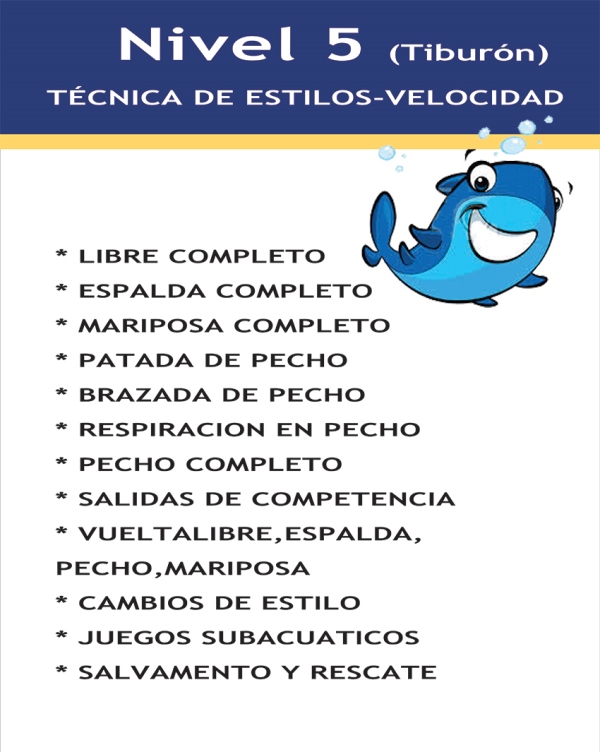 Nivel 5 (Tiburón)
TÉCNICA DE ESTILOS-VELOCIDAD
* LIBRE COMPLETO
* ESPALDA COMPLETO
* MARIPOSA COMPLETO
* PATADA DE PECHO
* BRAZADA DE PECHO
* RESPIRACION EN PECHO
* PECHO COMPLETO
* SALIDAS DE COMPETENCIA
* VUELTALIBRE,ESPALDA,
PECHO,MARIPOSA
* CAMBIOS DE ESTILO
* JUEGOS SUBACUATICOS
* SALVAMENTO Y RESCATE